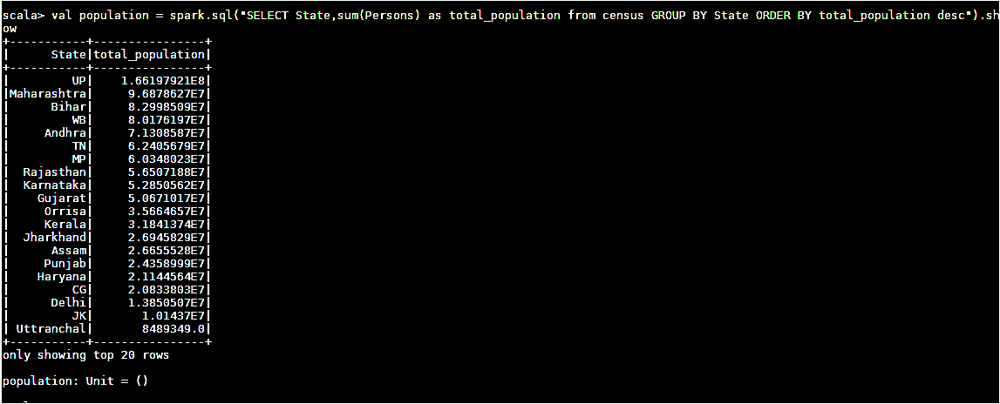 scala> val population = spark.sql("SELECT State,sum(Persons) as total_population from census GROUP BY State ORDER BY total_population desc").sh
ow
+-----------+----------------+
|      State|total_population|
+-----------+----------------+
|         UP|    1.66197921E8|
|Maharashtra|     9.6878627E7|
|      Bihar|     8.2998509E7|
|         WB|     8.0176197E7|
|     Andhra|     7.1308587E7|
|         TN|     6.2405679E7|
|         MP|     6.0348023E7|
|  Rajasthan|     5.6507188E7|
|  Karnataka|     5.2850562E7|
|    Gujarat|     5.0671017E7|
|     Orrisa|     3.5664657E7|
|     Kerala|     3.1841374E7|
|  Jharkhand|     2.6945829E7|
|      Assam|     2.6655528E7|
|     Punjab|     2.4358999E7|
|    Haryana|     2.1144564E7|
|         CG|     2.0833803E7|
|      Delhi|     1.3850507E7|
|         JK|       1.01437E7|
| Uttranchal|       8489349.0|
+-----------+----------------+
only showing top 20 rows
population: Unit = ()